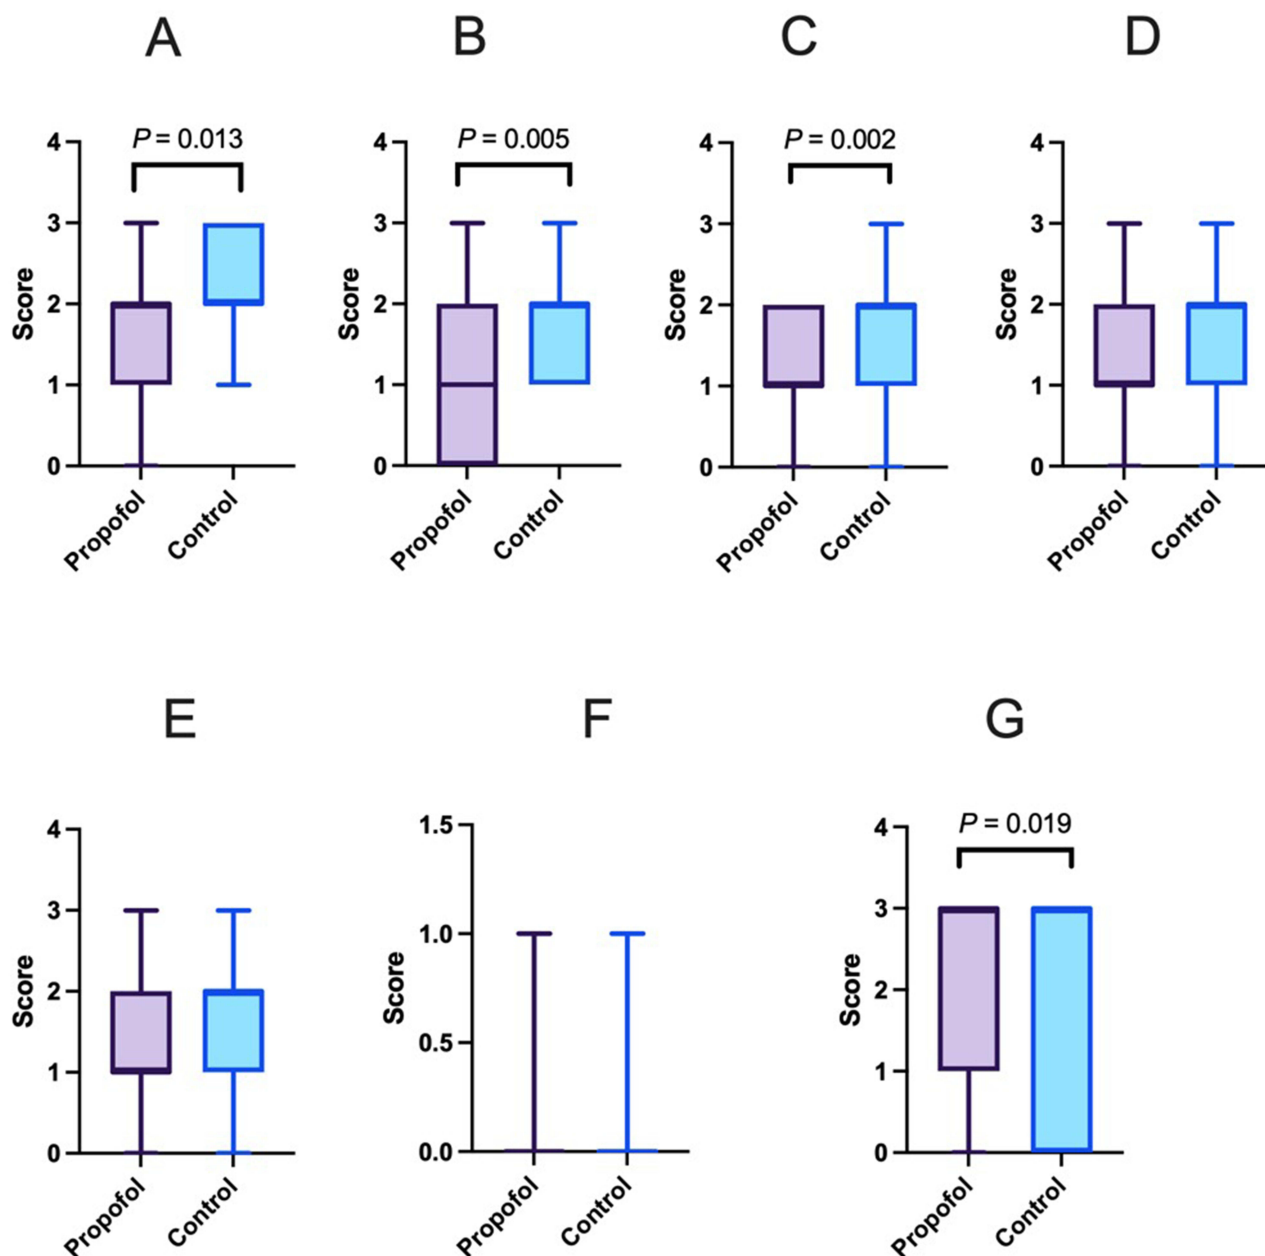 A B C D
P = 0.013 P = 0.005 P = 0.002
4 4 4 4
3 3 3 3
2 2 2 2
1 1 1 1
0 0 0 0
Score Score Score Score
Propofol Control Propofol Control Propofol Control Propofol Control
E F G
P = 0.019
4 1.5 4
3 1.0 3
2 0.5 2
1 0.0 1
0 0
Score Score Score
Propofol Control Propofol Control Propofol Control